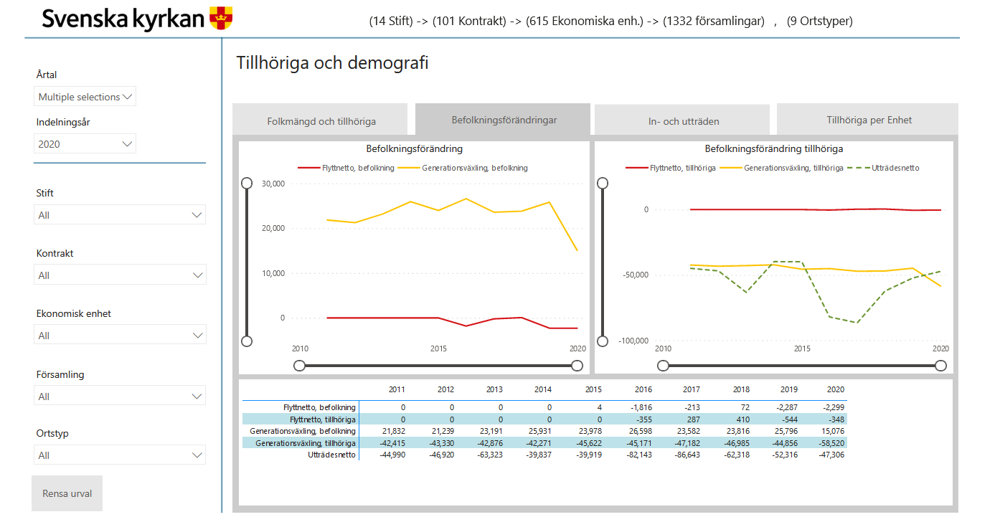 Svenska kyrkan
(14 Stift) -> (101 Kontrakt) -> (615 Ekonomiska enh.) -> (1332 församlingar) , (9 Ortstyper)
Tillhöriga och demografi
Årtal
Multiple selections
Indelningsår
2020
Stift
All
Kontrakt
All
Ekonomisk enhet
All
Församling
All
Ortstyp
All
Rensa urval
Folkmängd och tillhöriga Befolkningsförändringar In- och utträden Tillhöriga per Enhet
Befolkningsförändring
Flyttnetto, befolkning Generationsväxling, befolkning
30,000
20,000
10,000
0
2010 2015 2020
Befolkningsförändring tillhöriga
Flyttnetto, tillhöriga Generationsväxling, tillhöriga Utträdesnetto
0
-50,000
-100,000
2010 2015 2020
2011 2012 2013 2014 2015 2016 2017 2018 2019 2020
Flyttnetto, befolkning 0 0 0 0 4 -1,816 -213 72 -2,287 -2,299
Flyttnetto, tillhöriga 0 0 0 0 0 -355 287 410 -544 -348
Generationsväxling, befolkning 21,832 21,239 23,191 25,931 23,978 26,598 23,582 23,816 25,796 15,076
Generationsväxling, tillhöriga -42,415 -43,330 -42,876 -42,271 -45,622 -45,171 -47,182 -46,985 -44,856 -58,520
Utträdesnetto -44,990 -46,920 -63,323 -39,837 -39,919 -82,143 -86,643 -62,318 -52,316 -47,306